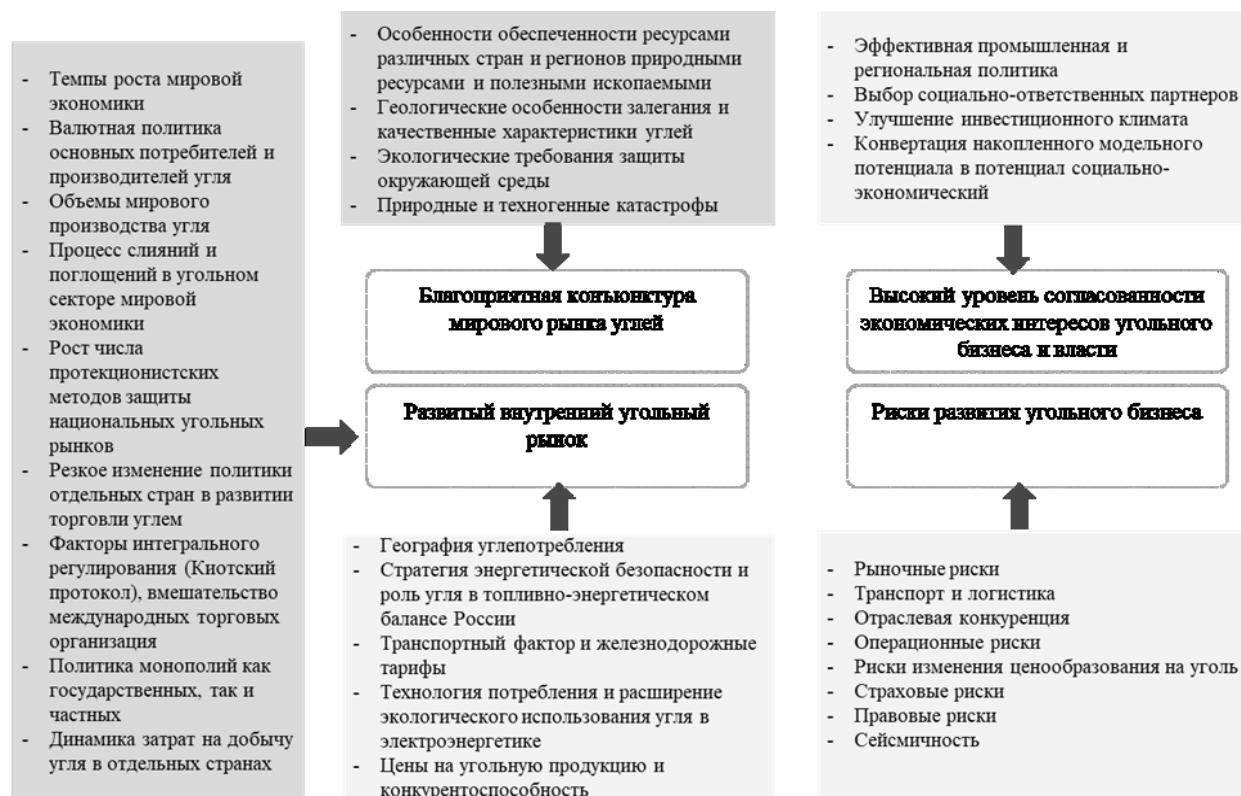 - Темпы роста мировой
экономики
- Валютная политика
основных потребителей и
производителей угля
- Объемы мирового
производства угля
- Процесс слияний и
поглощений в угольном
секторе мировой
экономики
- Рост числа
протекционистских
методов защиты
национальных угольных
рынков
- Резкое изменение политики
отдельных стран в развитии
торговли углем
- Факторы интегрального
регулирования (Киотский
протокол), вмешательство
международных торговых
организация
- Политика монополий как
государственных, так и
частных
- Динамика затрат на добычу
угля в отдельных странах
- Особенности обеспеченности ресурсами
различных стран и регионов природными
ресурсами и полезными ископаемыми
- Геологические особенности залегания и
качественные характеристики углей
- Экологические требования защиты
окружающей среды
- Природные и техногенные катастрофы
Благоприятная конъюнктура
мирового рынка углей
Развитый внутренний угольный
рынок
- География углепотребления
- Стратегия энергетической безопасности и
роль угля в топливно-энергетическом
балансе России
- Транспортный фактор и железнодорожные
тарифы
- Технология потребления и расширение
экологического использования угля в
электроэнергетике
- Цены на угольную продукцию и
конкурентоспособность
- Эффективная промышленная и
региональная политика
- Выбор социально-ответственных партнеров
- Улучшение инвестиционного климата
- Конвертация накопленного модельного
потенциала в потенциал социально-
экономический
Высокий уровень согласованности
экономических интересов угольного
бизнеса и власти
Риски развития угольного бизнеса
- Рыночные риски
- Транспорт и логистика
- Отраслевая конкуренция
- Операционные риски
- Риски изменения ценообразования на уголь
- Страховые риски
- Правовые риски
- Сейсмичность